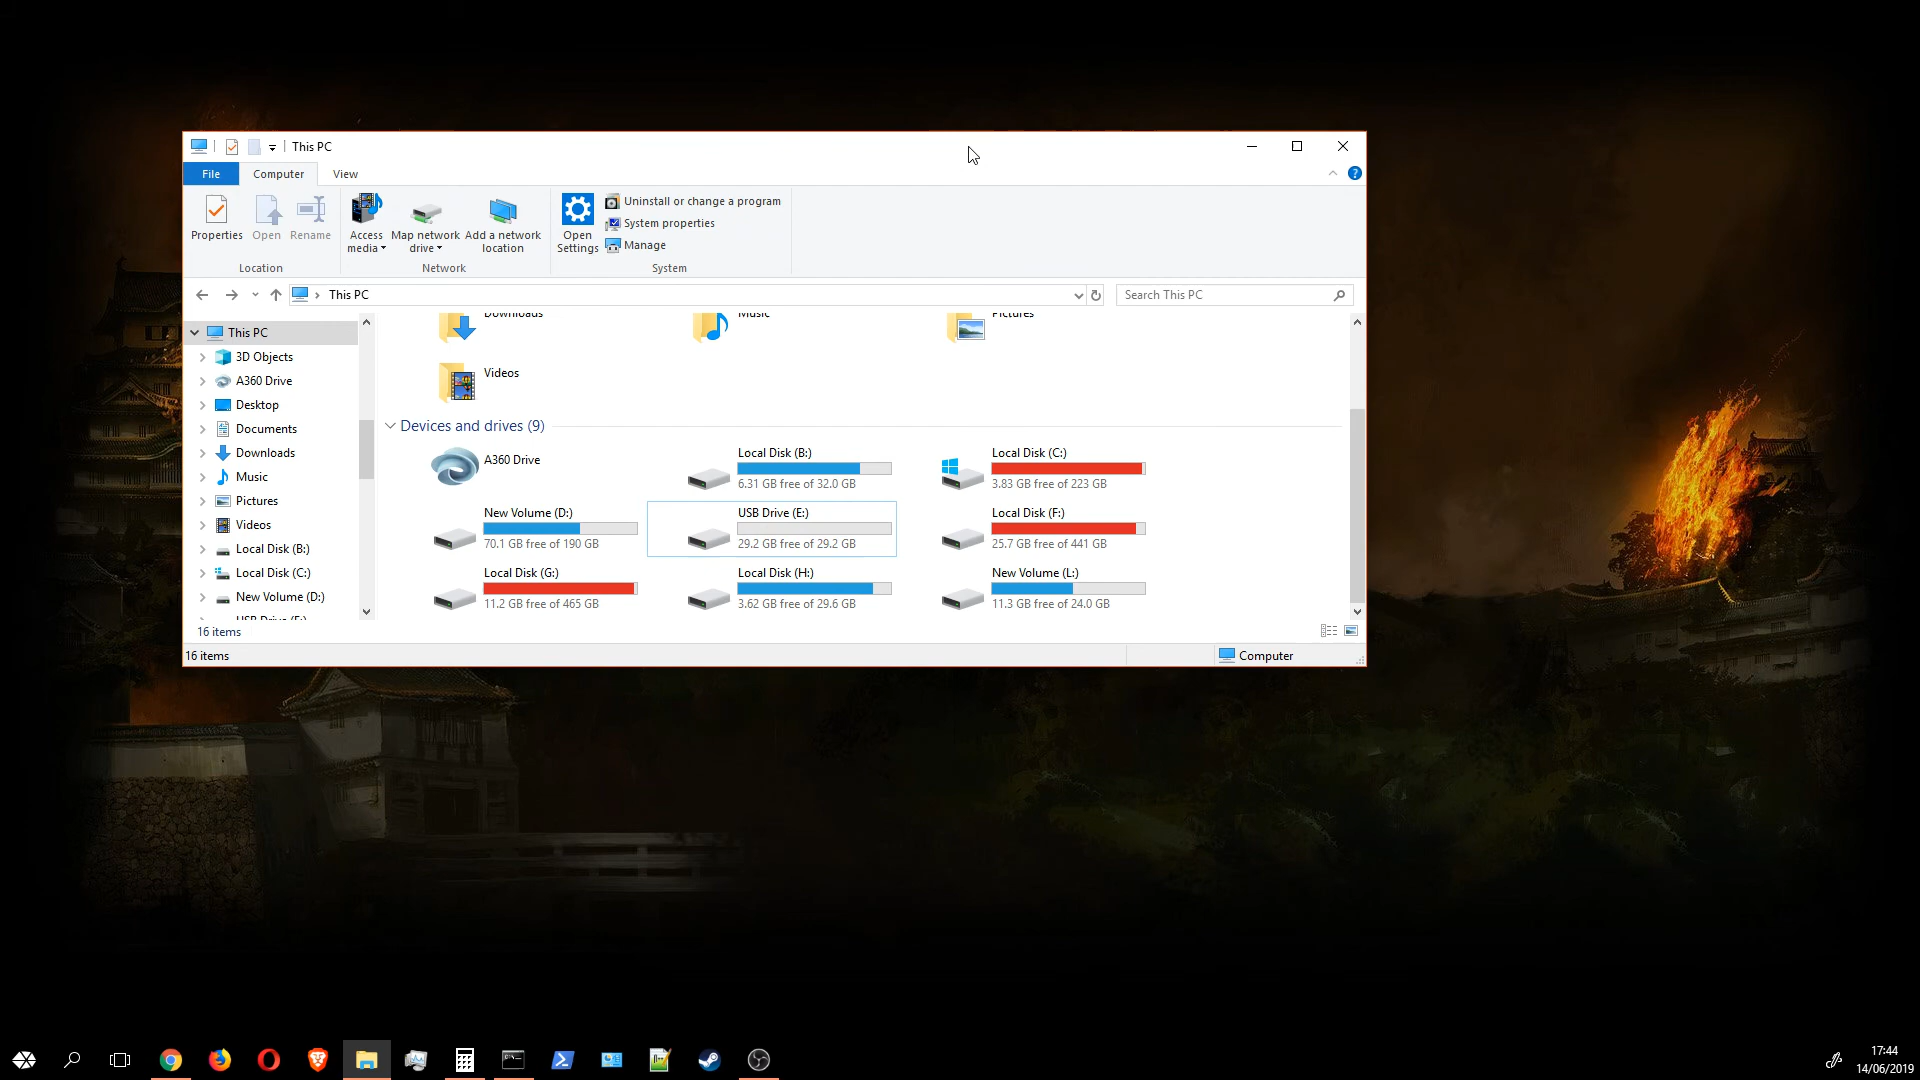 This PC
File Computer View
Properties Open Rename Access media Map network drive Add a network location Open Settings
Uninstall or change a program
System properties
Manage
Location Network System
This PC
Search This PC
This PC
3D Objects
A360 Drive
Desktop
Documents
Downloads
Music
Pictures
Videos
Local Disk (B:)
Local Disk (C:)
New Volume (D:)
USB Drive (E:)
Downloads Music Pictures
Videos
Devices and drives (9)
A360 Drive
Local Disk (B:)
6.31 GB free of 32.0 GB
Local Disk (C:)
3.83 GB free of 223 GB
New Volume (D:)
70.1 GB free of 190 GB
USB Drive (E:)
29.2 GB free of 29.2 GB
Local Disk (F:)
25.7 GB free of 441 GB
Local Disk (G:)
11.2 GB free of 465 GB
Local Disk (H:)
3.62 GB free of 29.6 GB
New Volume (L:)
11.3 GB free of 24.0 GB
16 items
16 items
Computer
17:44
14/06/2019